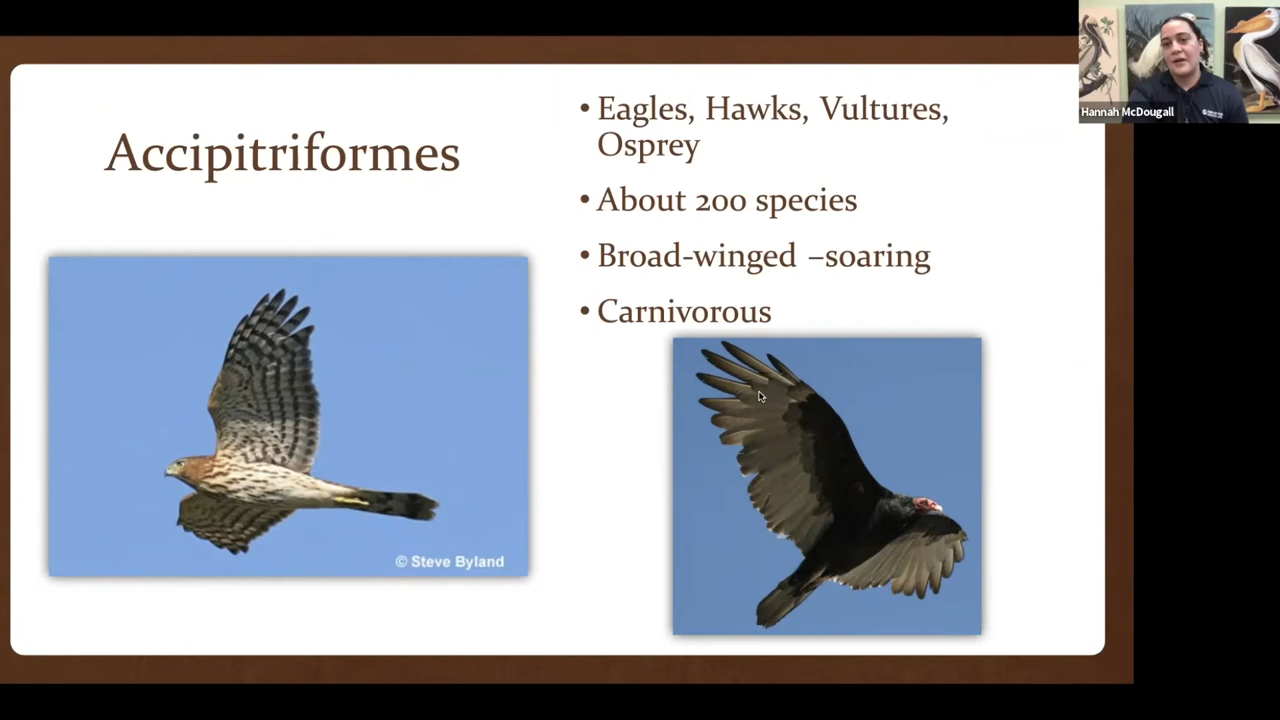 Accipitriformes
• Eagles, Hawks, Vultures,
Osprey
• About 200 species
• Broad-winged –soaring
• Carnivorous
© Steve Byland
Hannah McDougall